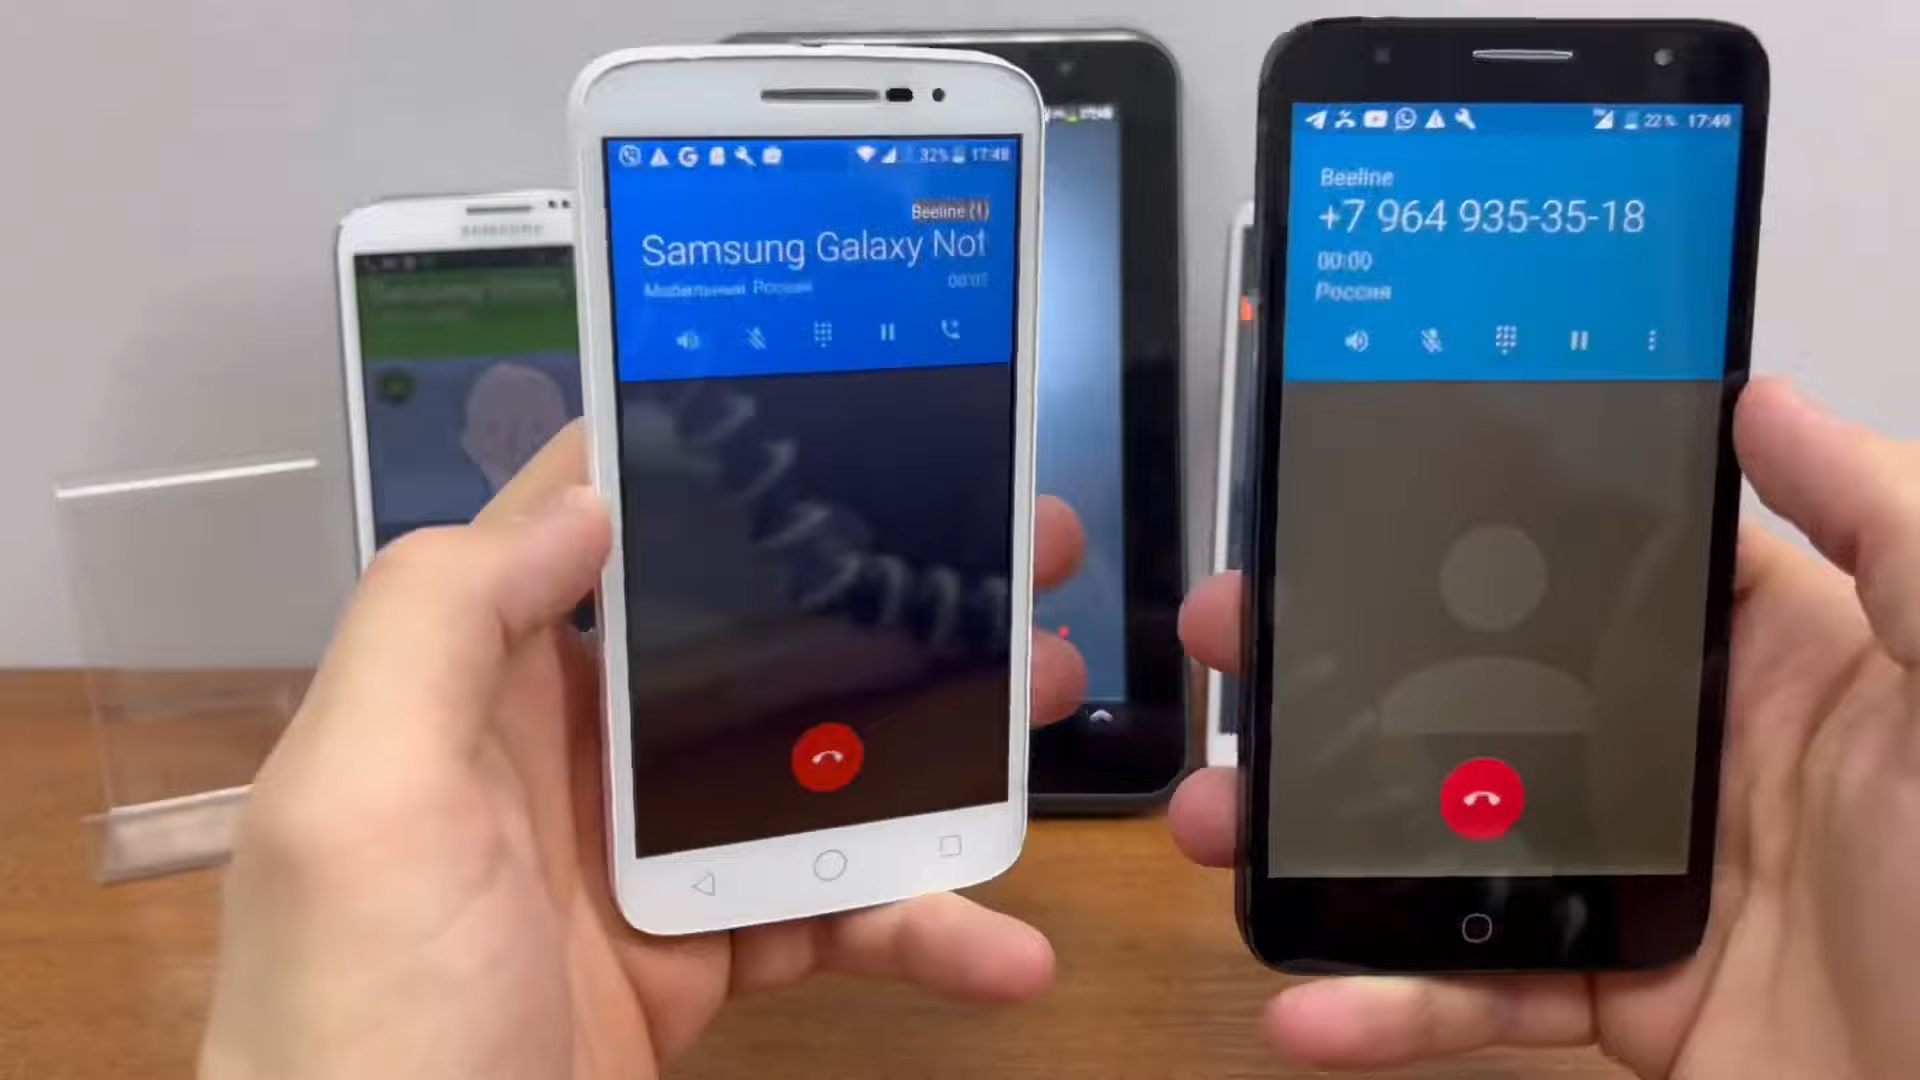 SAMSUNG
32% 17:48
Beeline (1)
Samsung Galaxy Not
Мобильный Россия
22% 17:49
Beeline
+7 964 935-35-18
00:00
Россия